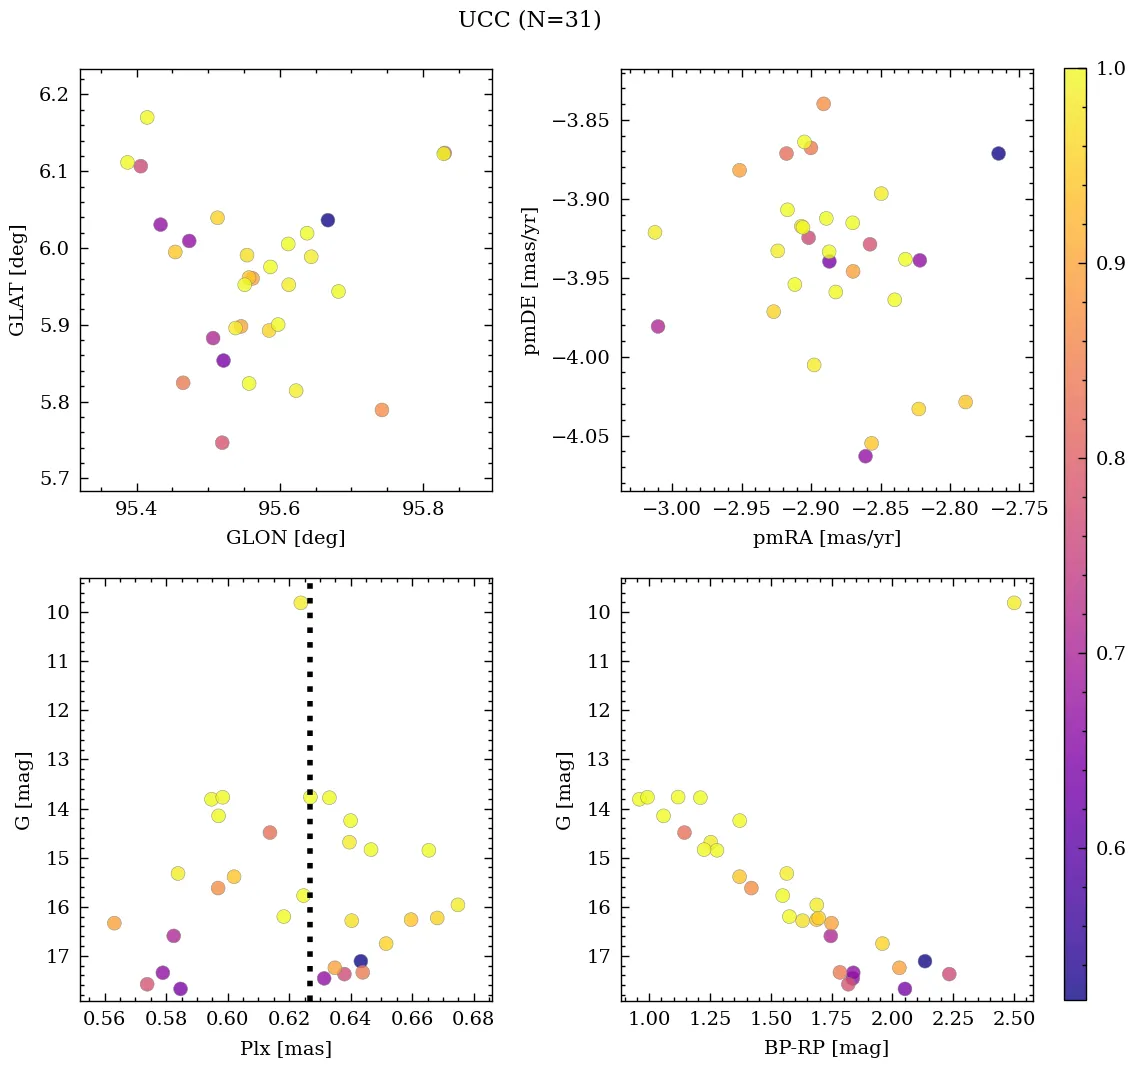 UCC (N=31)
6.2
6.1
6.0
5.9
5.8
5.7
GLAT [deg]
95.4 95.6 95.8
GLON [deg]
−3.85
−3.90
−3.95
−4.00
−4.05
pmDE [mas/yr]
−3.00 −2.95 −2.90 −2.85 −2.80 −2.75
pmRA [mas/yr]
10
11
12
13
14
15
16
17
G [mag]
0.56 0.58 0.60 0.62 0.64 0.66 0.68
Plx [mas]
10
11
12
13
14
15
16
17
G [mag]
1.00 1.25 1.50 1.75 2.00 2.25 2.50
BP-RP [mag]
1.0
0.9
0.8
0.7
0.6